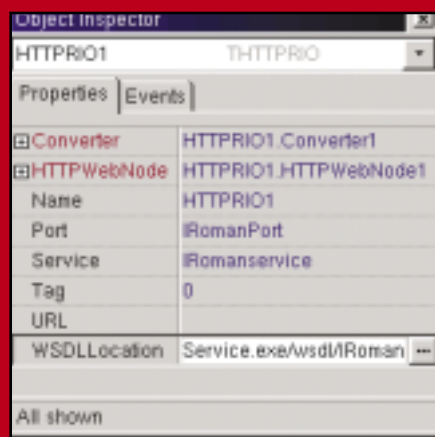 Object Inspector
HTTPRIO1 THTTPRIO
Properties Events
Converter HTTPRIO1.Converter1
HTTPWebNode HTTPRIO1.HTTPWebNode1
Name HTTPRIO1
Port IRomanPort
Service IRomanservice
Tag 0
URL
WSDLLocation Service.exe/wsdl/IRoman ...
All shown